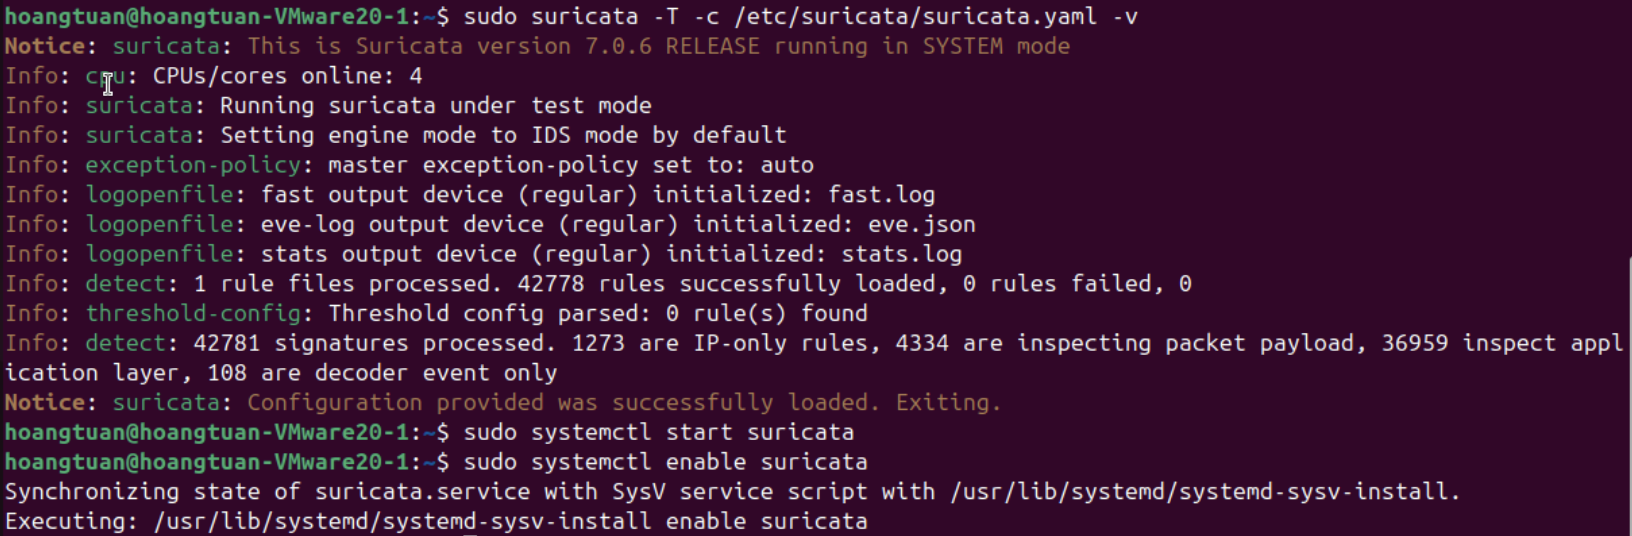 hoangtuan@hoangtuan-VMware20-1:~$ sudo suricata -T -c /etc/suricata/suricata.yaml -v
Notice: suricata: This is Suricata version 7.0.6 RELEASE running in SYSTEM mode
Info: cpu: CPUs/cores online: 4
Info: suricata: Running suricata under test mode
Info: suricata: Setting engine mode to IDS mode by default
Info: exception-policy: master exception-policy set to: auto
Info: logopenfile: fast output device (regular) initialized: fast.log
Info: logopenfile: eve-log output device (regular) initialized: eve.json
Info: logopenfile: stats output device (regular) initialized: stats.log
Info: detect: 1 rule files processed. 42778 rules successfully loaded, 0 rules failed, 0
Info: threshold-config: Threshold config parsed: 0 rule(s) found
Info: detect: 42781 signatures processed. 1273 are IP-only rules, 4334 are inspecting packet payload, 36959 inspect appl
ication layer, 108 are decoder event only
Notice: suricata: Configuration provided was successfully loaded. Exiting.
hoangtuan@hoangtuan-VMware20-1:~$ sudo systemctl start suricata
hoangtuan@hoangtuan-VMware20-1:~$ sudo systemctl enable suricata
Synchronizing state of suricata.service with SysV service script with /usr/lib/systemd/systemd-sysv-install.
Executing: /usr/lib/systemd/systemd-sysv-install enable suricata